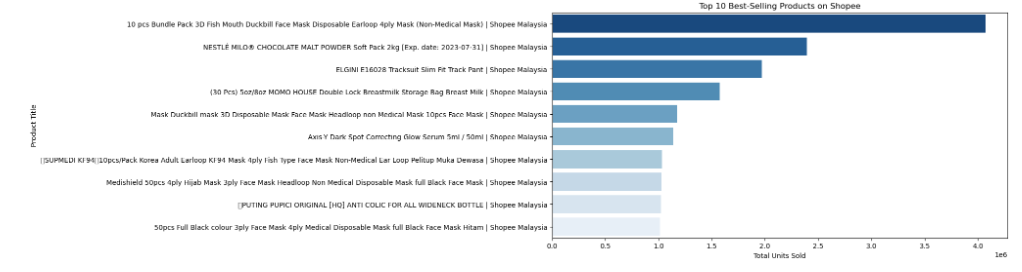 Top 10 Best-Selling Products on Shopee
10 pcs Bundle Pack 3D Fish Mouth Duckbill Face Mask Disposable Earloop 4ply Mask (Non-Medical Mask) | Shopee Malaysia
NESTLÉ MILO® CHOCOLATE MALT POWDER Soft Pack 2kg [Exp. date: 2023-07-31] | Shopee Malaysia
ELGINI E16028 Tracksuit Slim Fit Track Pant | Shopee Malaysia
(30 Pcs) 5oz/8oz MOMO HOUSE Double Lock Breastmilk Storage Bag Breast Milk | Shopee Malaysia
Mask Duckbill mask 3D Disposable Mask Face Mask Headloop non Medical Mask 10pcs Face Mask | Shopee Malaysia
Axis-Y Dark Spot Correcting Glow Serum 5ml / 50ml | Shopee Malaysia
▯SUPMEDI KF94▯10pcs/Pack Korea Adult Earloop KF94 Mask 4ply Fish Type Face Mask Non-Medical Ear Loop Pelitup Muka Dewasa | Shopee Malaysia
Medishield 50pcs 4ply Hijab Mask 3ply Face Mask Headloop Non Medical Disposable Mask full Black Face Mask | Shopee Malaysia
▯PUTING PUPICI ORIGINAL [HQ] ANTI COLIC FOR ALL WIDENECK BOTTLE | Shopee Malaysia
50pcs Full Black colour 3ply Face Mask 4ply Medical Disposable Mask full Black Face Mask Hitam | Shopee Malaysia
Product Title
0.0 0.5 1.0 1.5 2.0 2.5 3.0 3.5 4.0
1e6
Total Units Sold